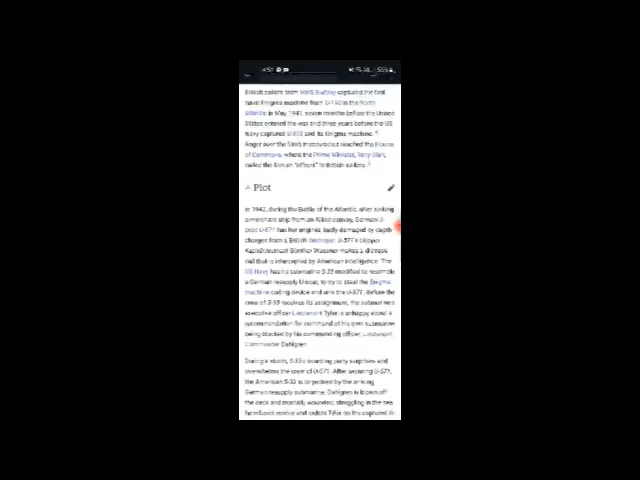 British sailors from HMS Bulldog captured the first
naval Enigma machine from U-110 in the North
Atlantic in May 1941, seven months before the United
States entered the war and three years before the US
Navy captured U-505 and its Enigma machine.
Anger over the film's inaccuracies reached the House
of Commons, where the Prime Minister, Tony Blair,
called the film an "affront" to British sailors.
Plot
In 1942, during the Battle of the Atlantic, after sinking
a merchant ship from an Allied convoy, German U-
boat U-571 has her engines badly damaged by depth
charges from a British destroyer. U-571's skipper
Kapitänleutnant Günther Wassner makes a distress
call that is intercepted by American intelligence. The
US Navy has its submarine S-33 modified to resemble
a German resupply U-boat, to try to steal the Enigma
machine coding device and sink the U-571. Before the
crew of S-33 receives its assignment, the submarine's
executive officer Lieutenant Tyler is unhappy about a
recommendation for command of his own submarine
being blocked by his commanding officer, Lieutenant
Commander Dahlgren.
During a storm, S-33's boarding party surprises and
overwhelms the crew of U-571. After securing U-571,
the American S-33 is torpedoed by the arriving
German resupply submarine. Dahlgren is blown off
the deck and mortally wounded; struggling in the sea
he refuses rescue and orders Tyler on the captured U-